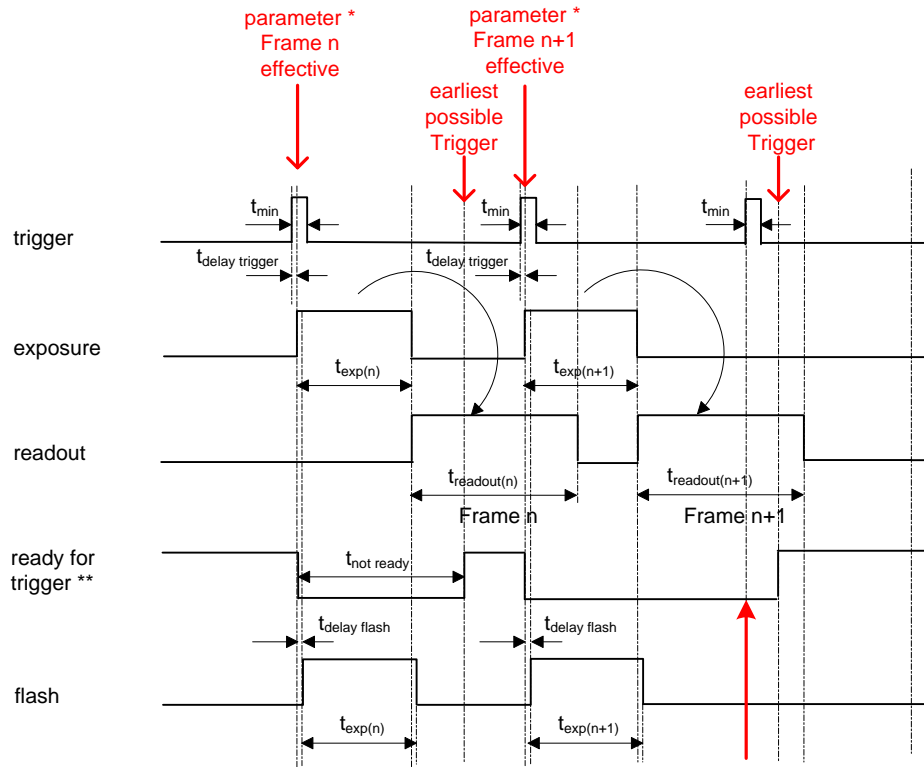 parameter *
Frame n
effective
parameter *
Frame n+1
effective
earliest
possible
Trigger
earliest
possible
Trigger
tmin
tmin
tmin
trigger
tdelay trigger
tdelay trigger
exposure
texp(n)
texp(n+1)
readout
treadout(n)
treadout(n+1)
Frame n
Frame n+1
ready for
trigger **
tnot ready
tdelay flash
tdelay flash
flash
texp(n)
texp(n+1)